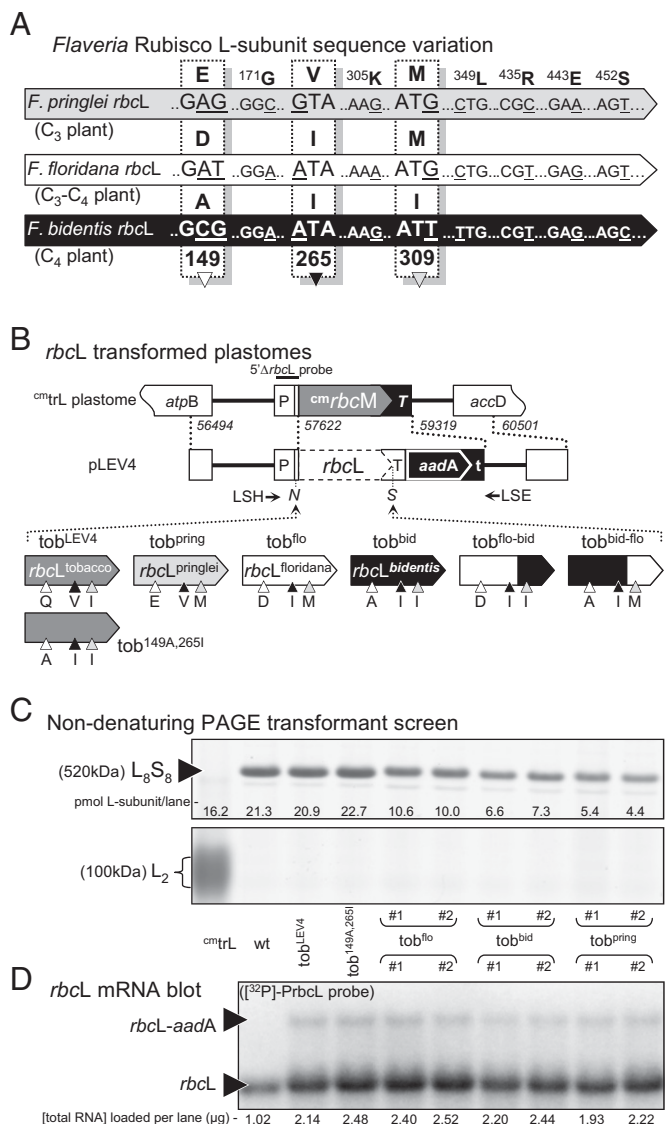 A
Flaveria Rubisco L-subunit sequence variation
E 171G V 305K M 349L 435R 443E 452S
F. pringlei rbcL ..GAG ..GGC.. GTA ..AAG.. ATG ..CTG...CGC...GAA...AGT...
(C3 plant)
D I M
F. floridana rbcL ..GAT ..GGA.. ATA ..AAA.. ATG ..CTG...CGT...GAG...AGT...
(C3-C4 plant)
A I I
F. bidentis rbcL ..GCG ..GGA.. ATA ..AAG.. ATT ..TTG...CGT...GAG...AGC...
(C4 plant)
149 265 309
B
rbcL transformed plastomes
5'ΔrbcL probe
cmtrL plastome atpB P cmrbcM T accD
56494 57622 59319 60501
pLEV4 P rbcL T aadA t
LSH N S LSE
tobLEV4 tobpring tobflo tobbid tobflo-bid tobbid-flo
rbcLtobacco rbcLpringlei rbcLfloridana rbcLbidentis
Q V I E V M D I M A I I D I I A I M
tob149A,265I
A I I
C
Non-denaturing PAGE transformant screen
(520kDa) L8S8
pmol L-subunit/lane - 16.2 21.3 20.9 22.7 10.6 10.0 6.6 7.3 5.4 4.4
(100kDa) L2
#1 #2 #1 #2 #1 #2
cmtrL wt tobLEV4 tob149A,265I tobflo tobbid tobpring
#1 #2 #1 #2 #1 #2
D
rbcL mRNA blot
([32P]-PrbcL probe)
rbcL-aadA
rbcL
[total RNA] loaded per lane (μg) - 1.02 2.14 2.48 2.40 2.52 2.20 2.44 1.93 2.22